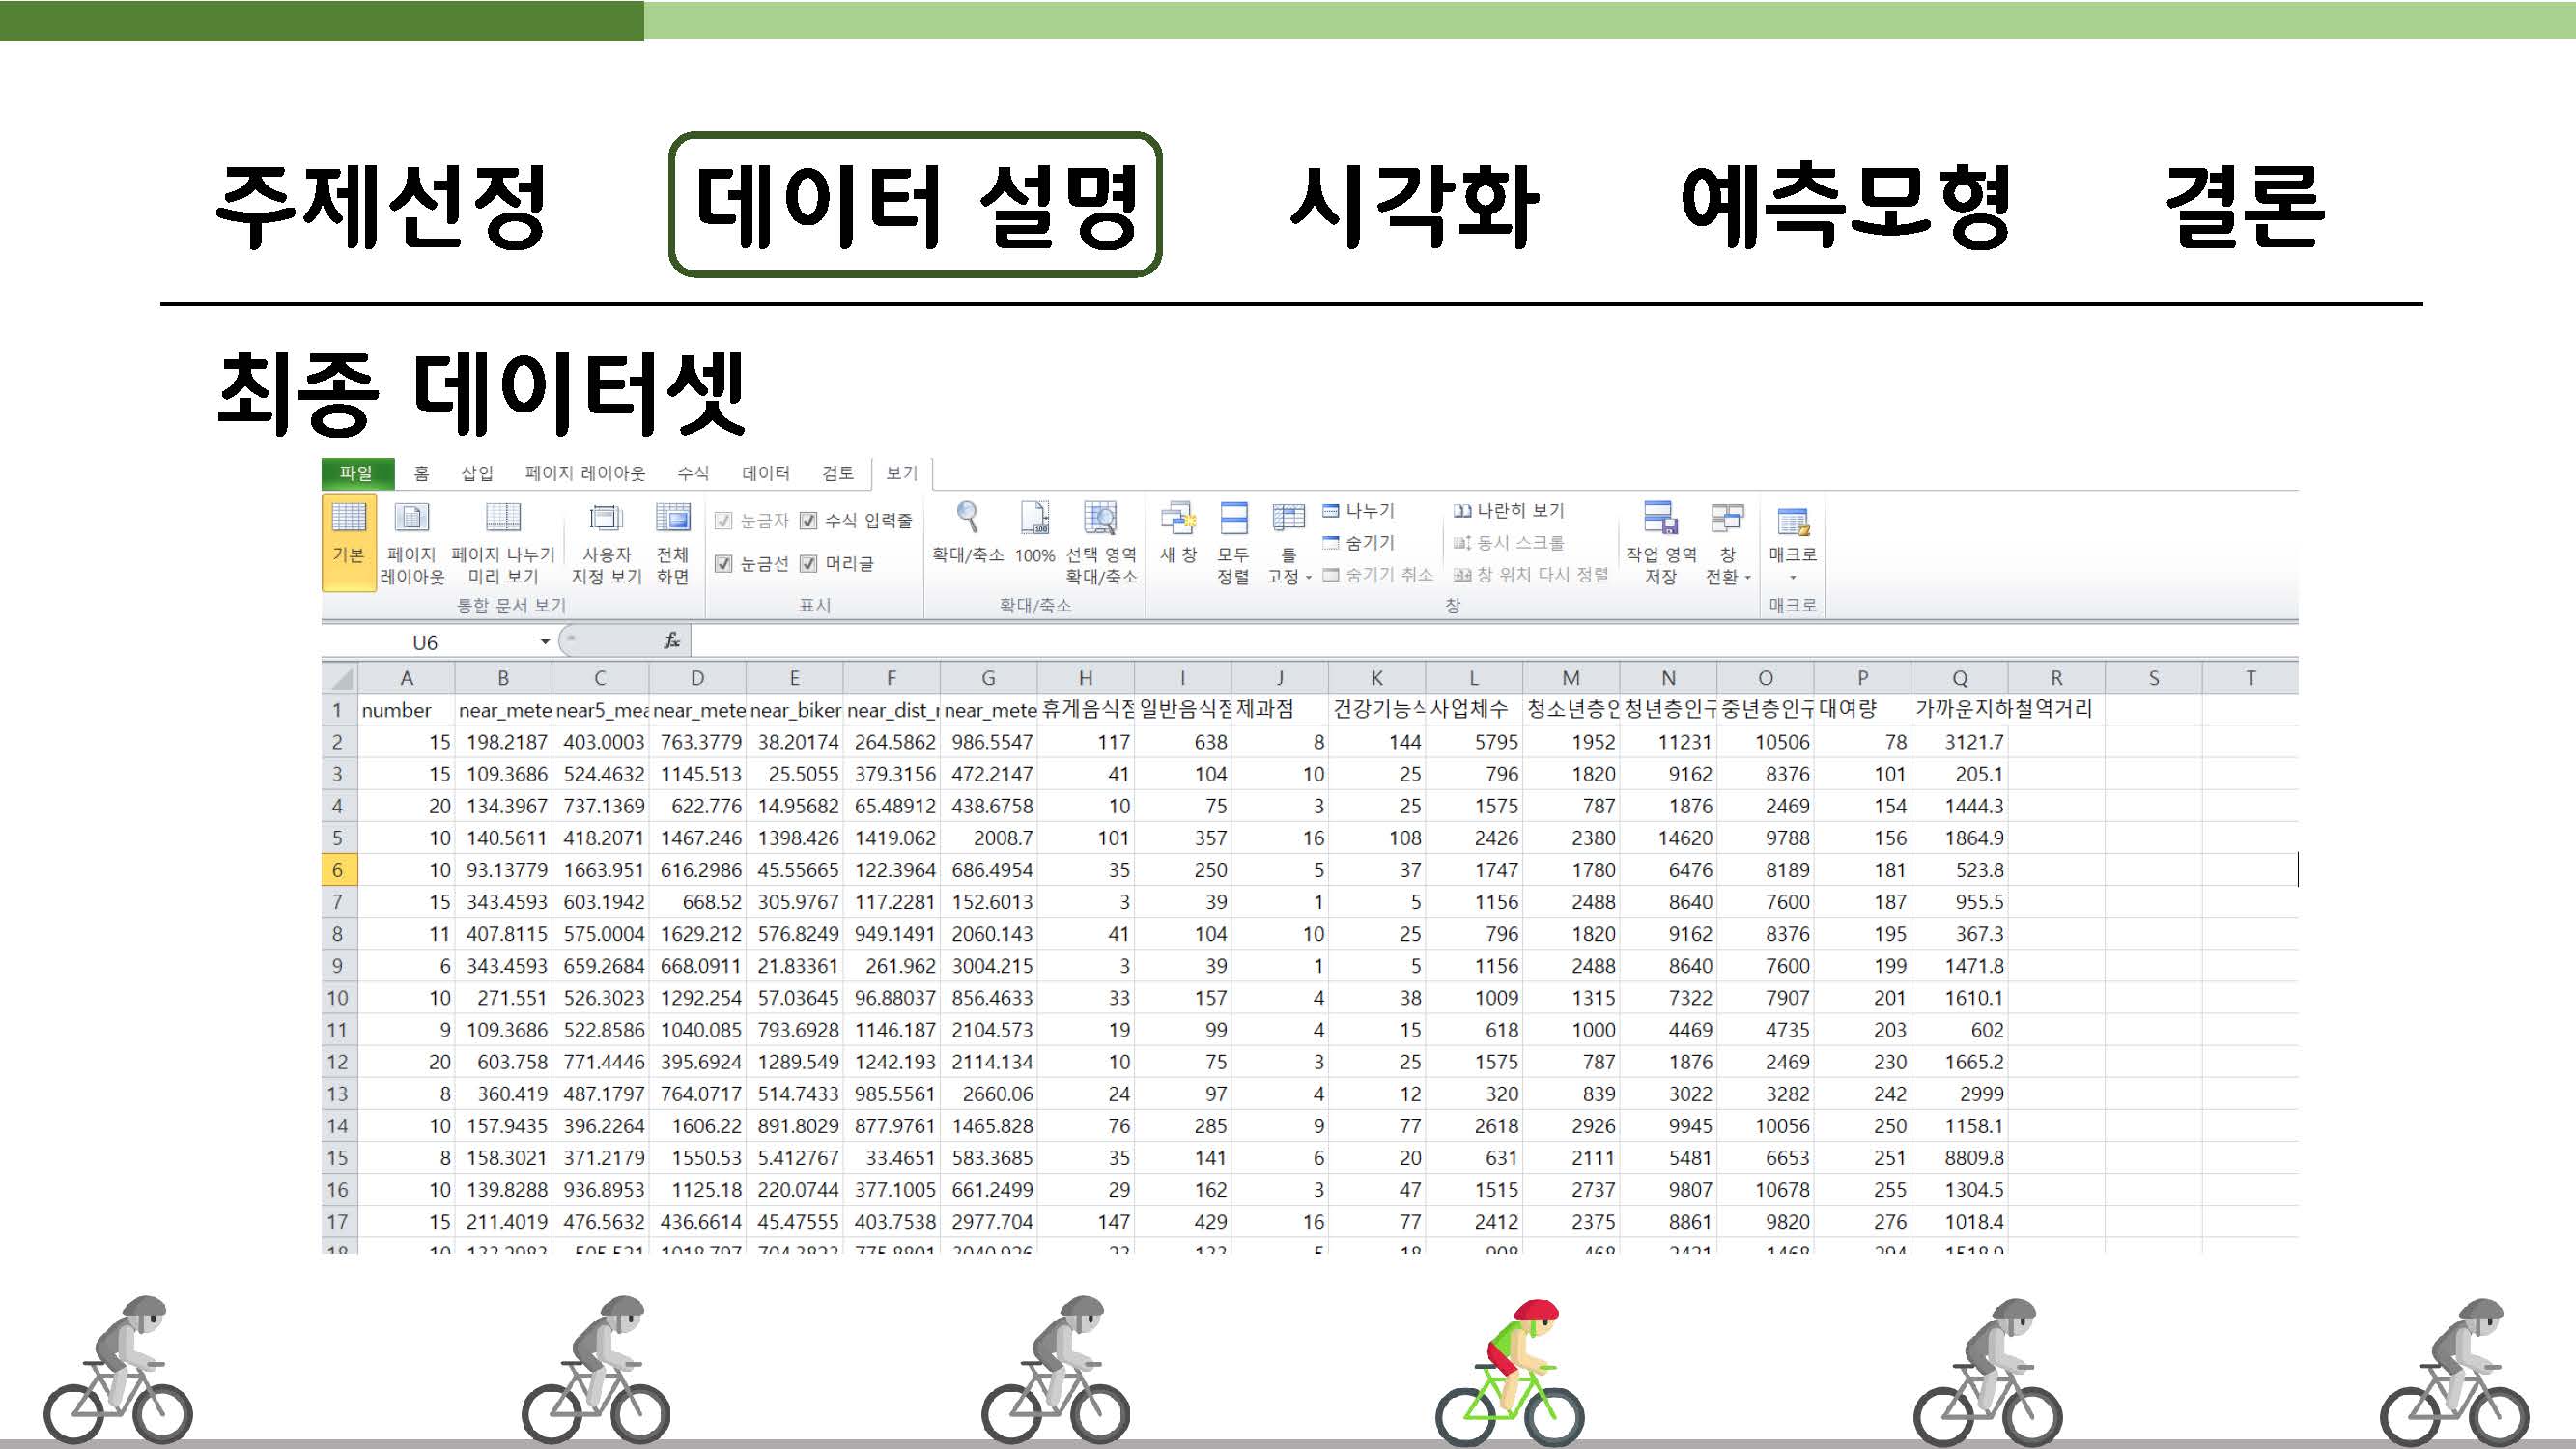 주제선정 데이터 설명 시각화 예측모형 결론
최종 데이터셋
파일 홈 삽입 페이지 레이아웃 수식 데이터 검토 보기
기본 페이지 레이아웃 페이지 나누기 미리 보기 사용자 지정 보기 전체 화면 눈금자 수식 입력줄 눈금선 머리글 확대/축소 100% 선택 영역 확대/축소 새 창 모두 정렬 틀 고정 나누기 숨기기 숨기기 취소 나란히 보기 동시 스크롤 창 위치 다시 정렬 작업 영역 저장 창 전환 매크로
통합 문서 보기 표시 확대/축소 창 매크로
U6 fx
A B C D E F G H I J K L M N O P Q R S T
1 number near_mete near5_mea near_mete near_biker near_dist_ near_mete 휴게음식점 일반음식점 제과점 건강기능식 사업체수 청소년층인 청년층인구 중년층인구 대여량 가까운지하철역거리
2 15 198.2187 403.0003 763.3779 38.20174 264.5862 986.5547 117 638 8 144 5795 1952 11231 10506 78 3121.7
3 15 109.3686 524.4632 1145.513 25.5055 379.3156 472.2147 41 104 10 25 796 1820 9162 8376 101 205.1
4 20 134.3967 737.1369 622.776 14.95682 65.48912 438.6758 10 75 3 25 1575 787 1876 2469 154 1444.3
5 10 140.5611 418.2071 1467.246 1398.426 1419.062 2008.7 101 357 16 108 2426 2380 14620 9788 156 1864.9
6 10 93.13779 1663.951 616.2986 45.55665 122.3964 686.4954 35 250 5 37 1747 1780 6476 8189 181 523.8
7 15 343.4593 603.1942 668.52 305.9767 117.2281 152.6013 3 39 1 5 1156 2488 8640 7600 187 955.5
8 11 407.8115 575.0004 1629.212 576.8249 949.1491 2060.143 41 104 10 25 796 1820 9162 8376 195 367.3
9 6 343.4593 659.2684 668.0911 21.83361 261.962 3004.215 3 39 1 5 1156 2488 8640 7600 199 1471.8
10 10 271.551 526.3023 1292.254 57.03645 96.88037 856.4633 33 157 4 38 1009 1315 7322 7907 201 1610.1
11 9 109.3686 522.8586 1040.085 793.6928 1146.187 2104.573 19 99 4 15 618 1000 4469 4735 203 602
12 20 603.758 771.4446 395.6924 1289.549 1242.193 2114.134 10 75 3 25 1575 787 1876 2469 230 1665.2
13 8 360.419 487.1797 764.0717 514.7433 985.5561 2660.06 24 97 4 12 320 839 3022 3282 242 2999
14 10 157.9435 396.2264 1606.22 891.8029 877.9761 1465.828 76 285 9 77 2618 2926 9945 10056 250 1158.1
15 8 158.3021 371.2179 1550.53 5.412767 33.4651 583.3685 35 141 6 20 631 2111 5481 6653 251 8809.8
16 10 139.8288 936.8953 1125.18 220.0744 377.1005 661.2499 29 162 3 47 1515 2737 9807 10678 255 1304.5
17 15 211.4019 476.5632 436.6614 45.47555 403.7538 2977.704 147 429 16 77 2412 2375 8861 9820 276 1018.4